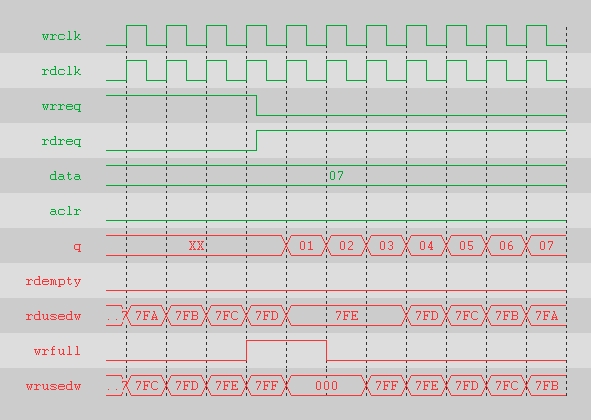 wrclk
rdclk
wrreq
rdreq
data 07
aclr
q XX 01 02 03 04 05 06 07
rdempty
rdusedw ..7 7FA 7FB 7FC 7FD 7FE 7FD 7FC 7FB 7FA
wrfull
wrusedw ..7 7FC 7FD 7FE 7FF 000 7FF 7FE 7FD 7FC 7FB